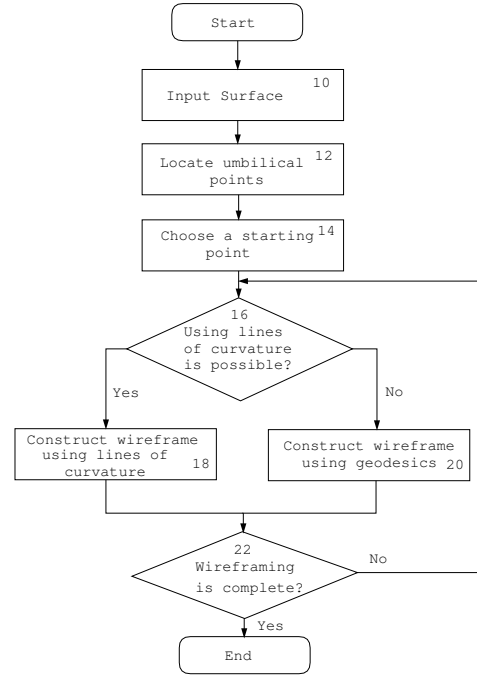 Start
10
Input Surface
12
Locate umbilical
points
14
Choose a starting
point
16
Using lines
of curvature
is possible?
Yes
No
Construct wireframe
using lines of
curvature
18
Construct wireframe
using geodesics
20
22
Wireframing
is complete?
No
Yes
End